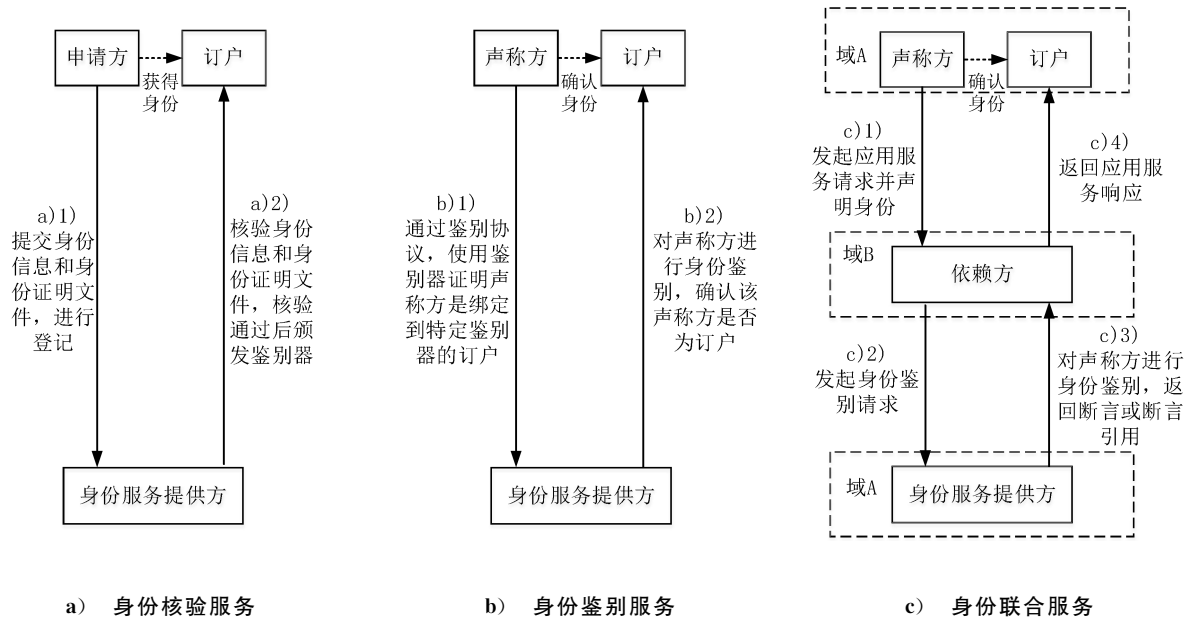 申请方
订户
获得
身份
a)1)
提交身份
信息和身
份证明文
件，进行
登记
a)2)
核验身份
信息和身
份证明文
件，核验
通过后颁
发鉴别器
身份服务提供方
a） 身份核验服务
声称方
订户
确认
身份
b)1)
通过鉴别协
议，使用鉴
别器证明声
称方是绑定
到特定鉴别
器的订户
b)2)
对声称方进
行身份鉴
别，确认该
声称方是否
为订户
身份服务提供方
b） 身份鉴别服务
域A
声称方
订户
确认
身份
c)1)
发起应用服
务请求并声
明身份
c)4)
返回应用服
务响应
域B
依赖方
c)2)
发起身份鉴
别请求
c)3)
对声称方进行
身份鉴别，返
回断言或断言
引用
域A
身份服务提供方
c） 身份联合服务